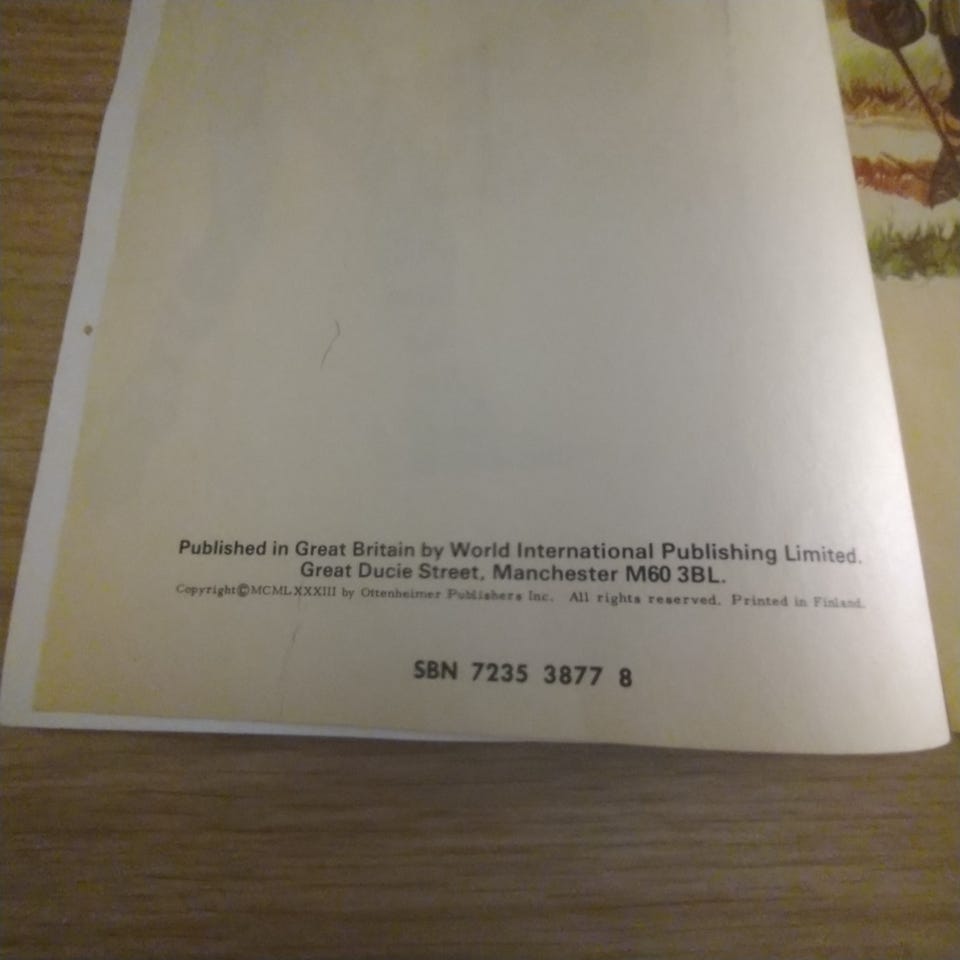 Published in Great Britain by World International Publishing Limited.
Great Ducie Street, Manchester M60 3BL.
Copyright©MCMLXXXIII by Ottenheimer Publishers Inc. All rights reserved. Printed in Finland.
SBN 7235 3877 8